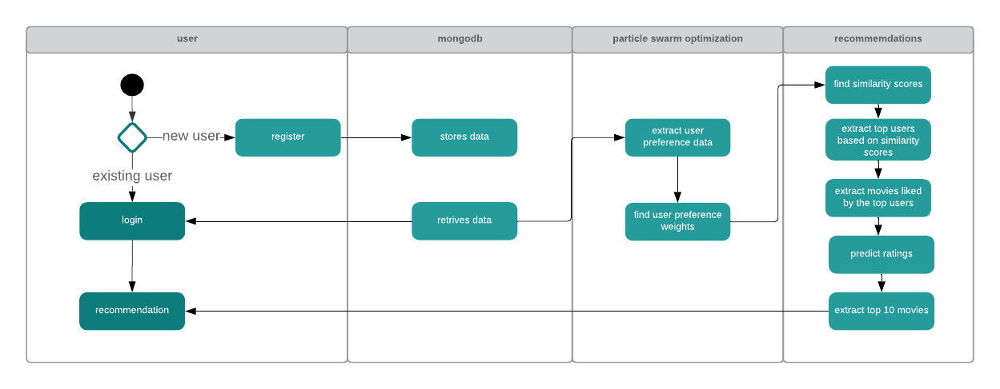 user
mongodb
particle swarm optimization
recommemdations
new user
register
existing user
login
recommendation
stores data
retrives data
extract user
preference data
find user preference
weights
find similarity scores
extract top users
based on similarity
scores
extract movies liked
by the top users
predict ratings
extract top 10 movies